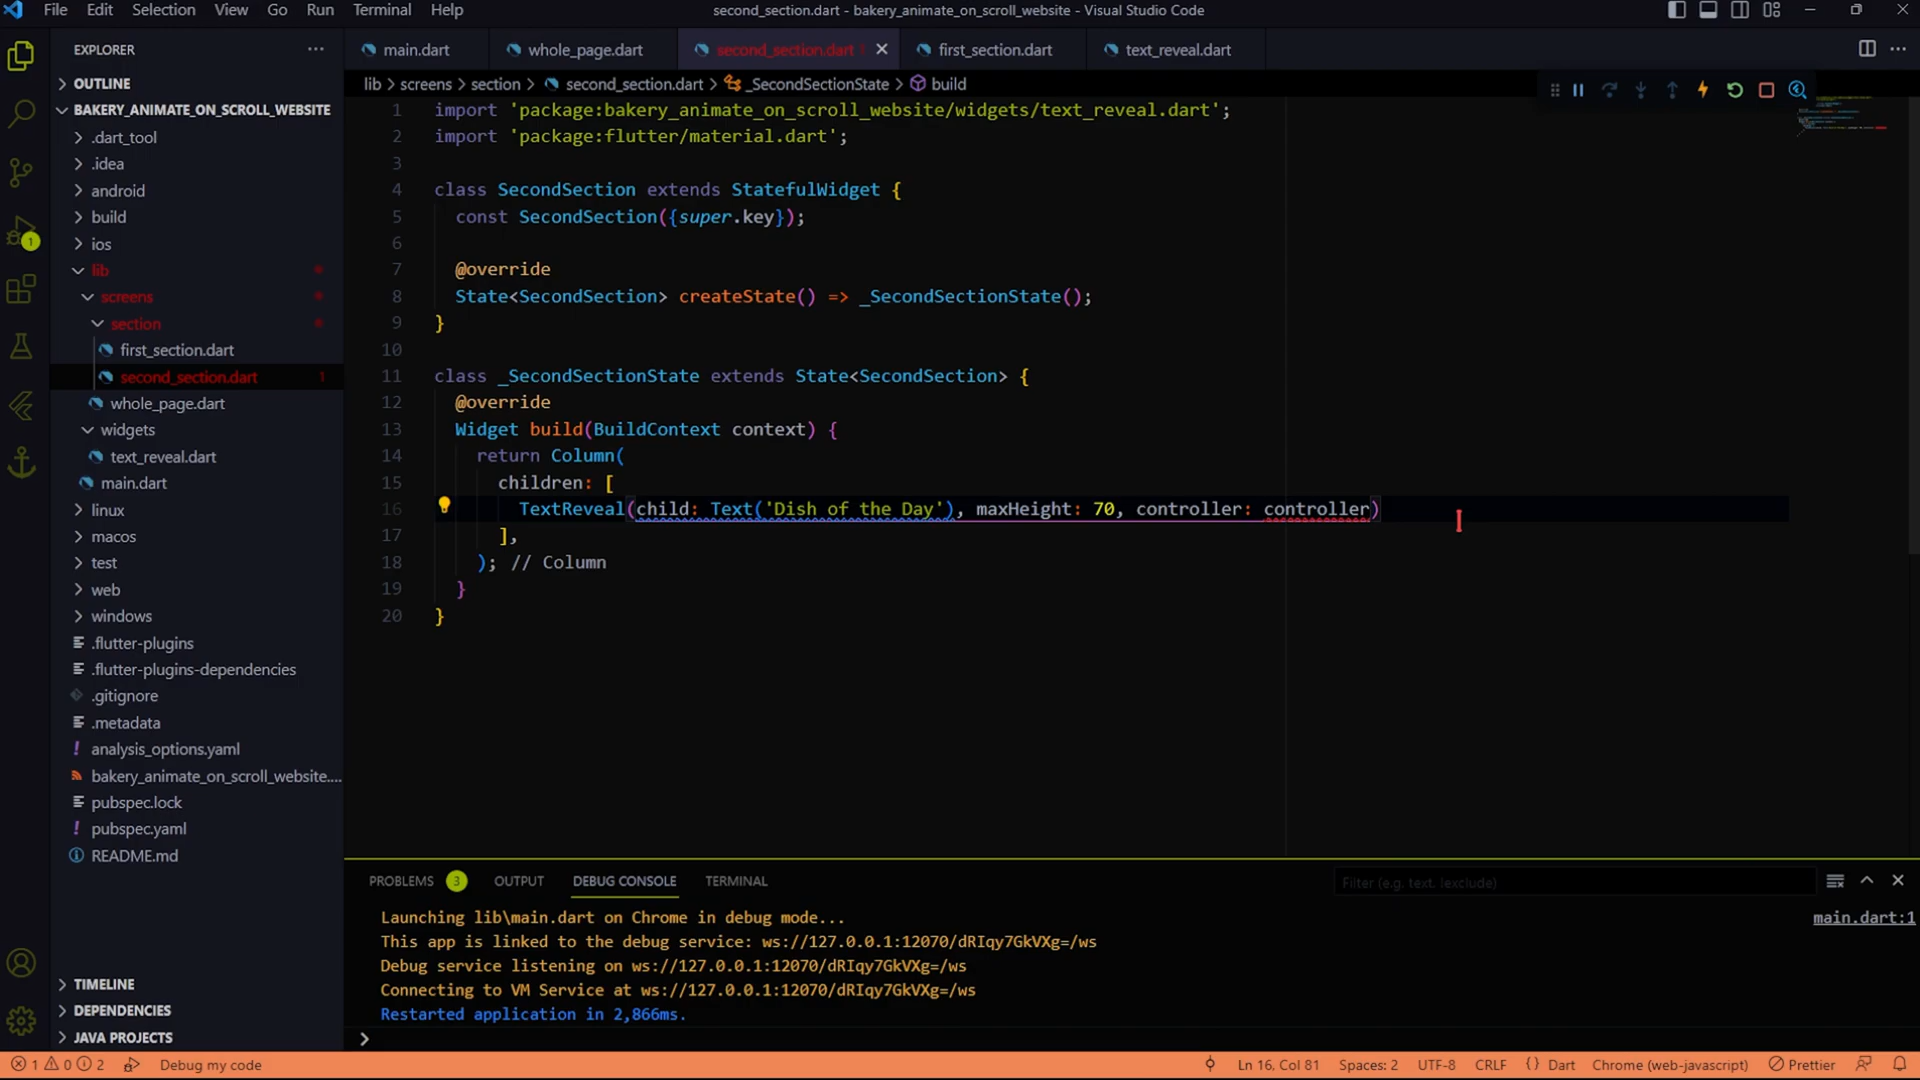 File Edit Selection View Go Run Terminal Help
second_section.dart - bakery_animate_on_scroll_website - Visual Studio Code
EXPLORER
main.dart
whole_page.dart
second_section.dart 1
first_section.dart
text_reveal.dart
lib > screens > section > second_section.dart > _SecondSectionState > build
OUTLINE
BAKERY_ANIMATE_ON_SCROLL_WEBSITE
.dart_tool
.idea
android
build
ios
lib
screens
section
first_section.dart
second_section.dart 1
whole_page.dart
widgets
text_reveal.dart
main.dart
linux
macos
test
web
windows
.flutter-plugins
.flutter-plugins-dependencies
.gitignore
.metadata
analysis_options.yaml
bakery_animate_on_scroll_website....
pubspec.lock
pubspec.yaml
README.md
TIMELINE
DEPENDENCIES
JAVA PROJECTS
1
1 import 'package:bakery_animate_on_scroll_website/widgets/text_reveal.dart';
2 import 'package:flutter/material.dart';
3
4 class SecondSection extends StatefulWidget {
5 const SecondSection({super.key});
6
7 @override
8 State<SecondSection> createState() => _SecondSectionState();
9 }
10
11 class _SecondSectionState extends State<SecondSection> {
12 @override
13 Widget build(BuildContext context) {
14 return Column(
15 children: [
16 TextReveal(child: Text('Dish of the Day'), maxHeight: 70, controller: controller)
17 ],
18 ); // Column
19 }
20 }
PROBLEMS 3 OUTPUT DEBUG CONSOLE TERMINAL
Filter (e.g. text, !exclude)
Launching lib\main.dart on Chrome in debug mode...
main.dart:1
This app is linked to the debug service: ws://127.0.0.1:12070/dRIqy7GkVXg=/ws
Debug service listening on ws://127.0.0.1:12070/dRIqy7GkVXg=/ws
Connecting to VM Service at ws://127.0.0.1:12070/dRIqy7GkVXg=/ws
Restarted application in 2,866ms.
1 0 2 Debug my code
Ln 16, Col 81 Spaces: 2 UTF-8 CRLF {} Dart Chrome (web-javascript) Prettier